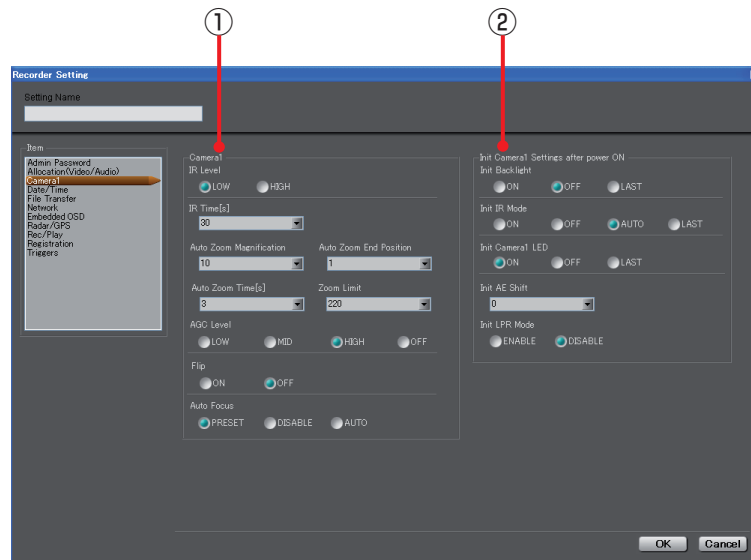 ① ②
Recorder Setting
Setting Name
Item
Admin Password
Allocation(Video/Audio)
Camera1
Date/Time
File Transfer
Network
Embedded OSD
Radar/GPS
Rec/Play
Registration
Triggers
Camera1
IR Level
LOW HIGH
IR Time[s]
30
Auto Zoom Magnification Auto Zoom End Position
10 1
Auto Zoom Time[s] Zoom Limit
3 220
AGC Level
LOW MID HIGH OFF
Flip
ON OFF
Auto Focus
PRESET DISABLE AUTO
Init Camera1 Settings after power ON
Init Backlight
ON OFF LAST
Init IR Mode
ON OFF AUTO LAST
Init Camera1 LED
ON OFF LAST
Init AE Shift
0
Init LPR Mode
ENABLE DISABLE
OK Cancel